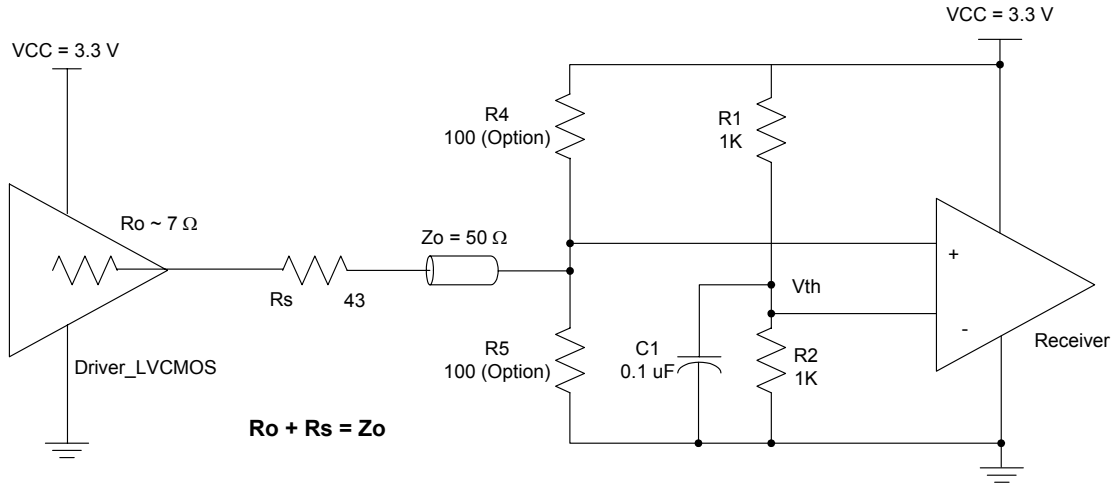 VCC = 3.3 V
VCC = 3.3 V
R4
100 (Option)
R1
1K
Ro ~ 7 Ω
Zo = 50 Ω
+
Rs
43
Vth
-
Receiver
Driver_LVCMOS
R5
100 (Option)
C1
0.1 uF
R2
1K
Ro + Rs = Zo